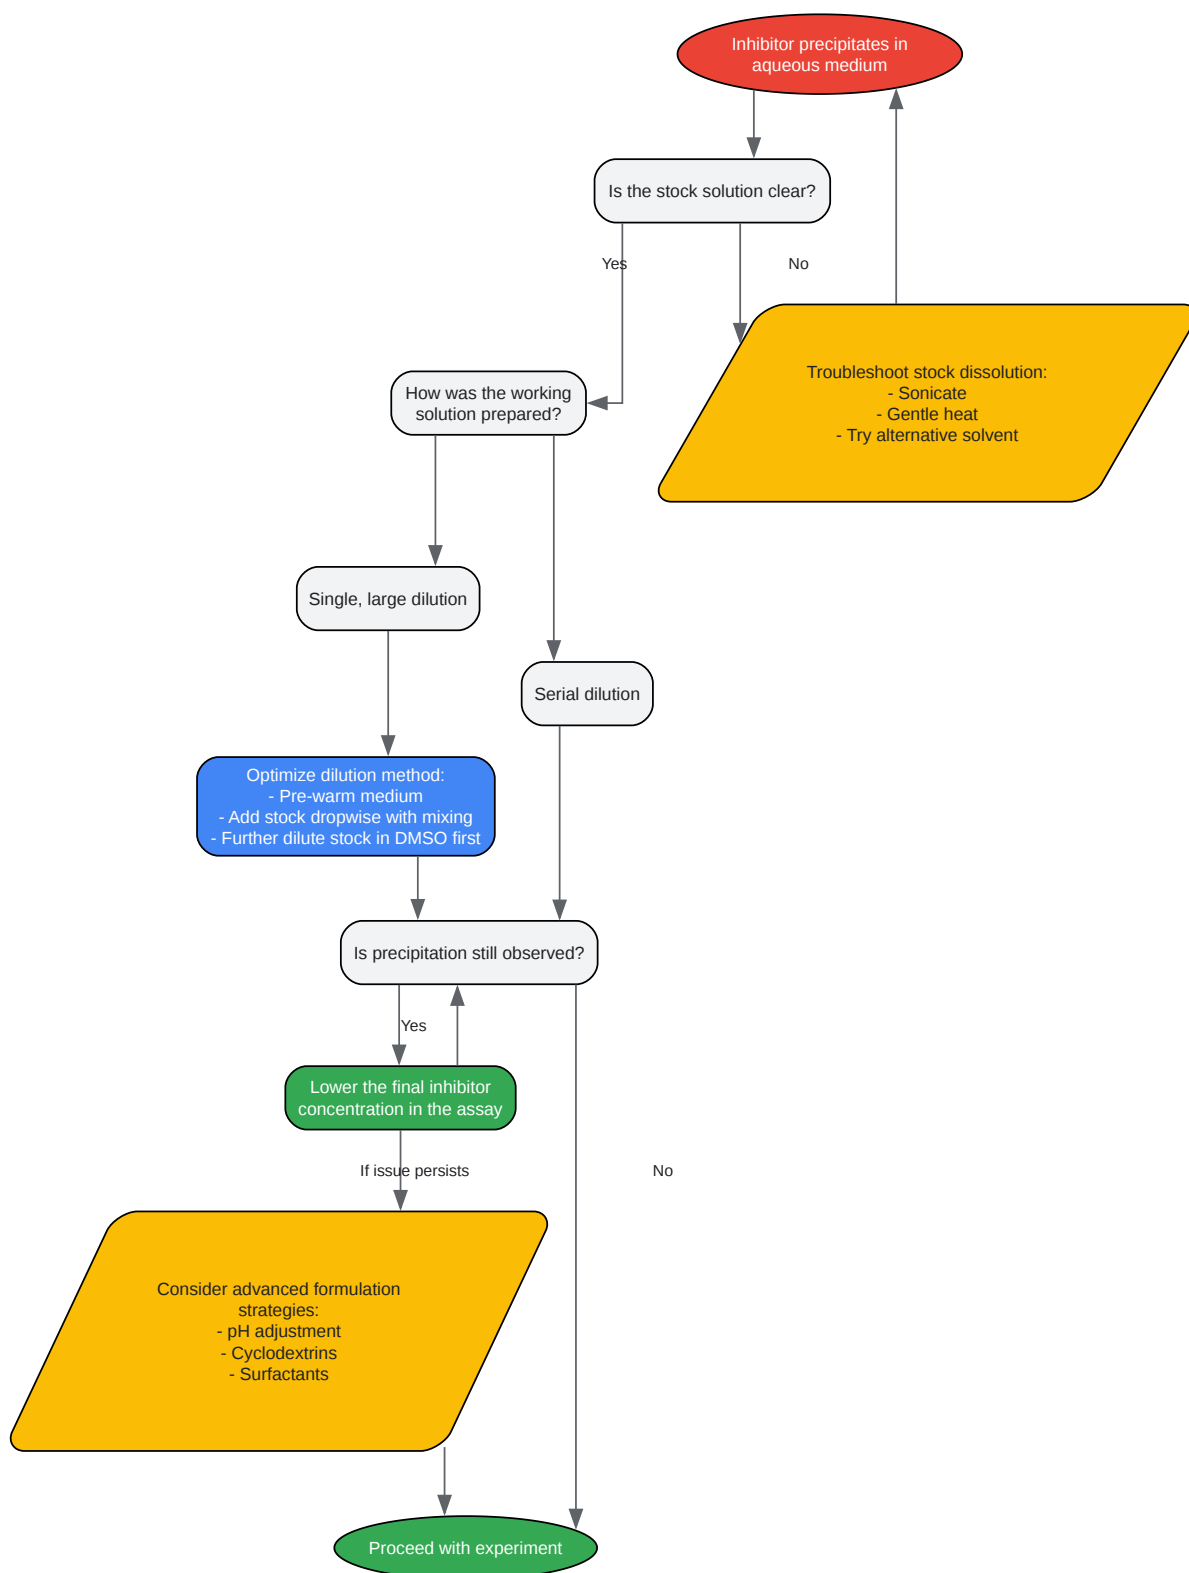 Inhibitor precipitates in
aqueous medium
Is the stock solution clear?
Yes
No
Troubleshoot stock dissolution:
- Sonicate
- Gentle heat
- Try alternative solvent
How was the working
solution prepared?
Single, large dilution
Serial dilution
Optimize dilution method:
- Pre-warm medium
- Add stock dropwise with mixing
- Further dilute stock in DMSO first
Is precipitation still observed?
Yes
Lower the final inhibitor
concentration in the assay
If issue persists
No
Consider advanced formulation
strategies:
- pH adjustment
- Cyclodextrins
- Surfactants
Proceed with experiment